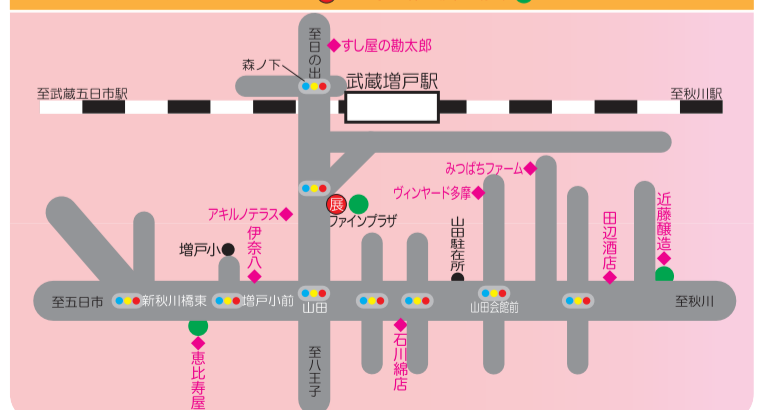 至日の出
すし屋の勘太郎
森ノ下
武蔵増戸駅
至武蔵五日市駅
至秋川駅
みつばちファーム
ヴィンヤード多摩
展
ファインプラザ
アキルノテラス
伊奈八
増戸小
山田駐在所
田辺酒店
近藤醸造
至五日市
新秋川橋東
増戸小前
山田
山田会館前
至秋川
恵比寿屋
至八王子
石川綿店